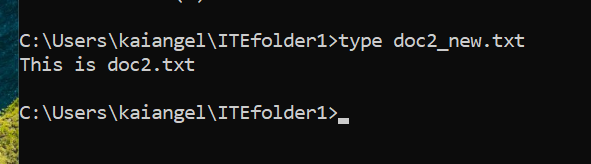 C:\Users\kaiangel\ITEfolder1>type doc2_new.txt
This is doc2.txt
C:\Users\kaiangel\ITEfolder1>